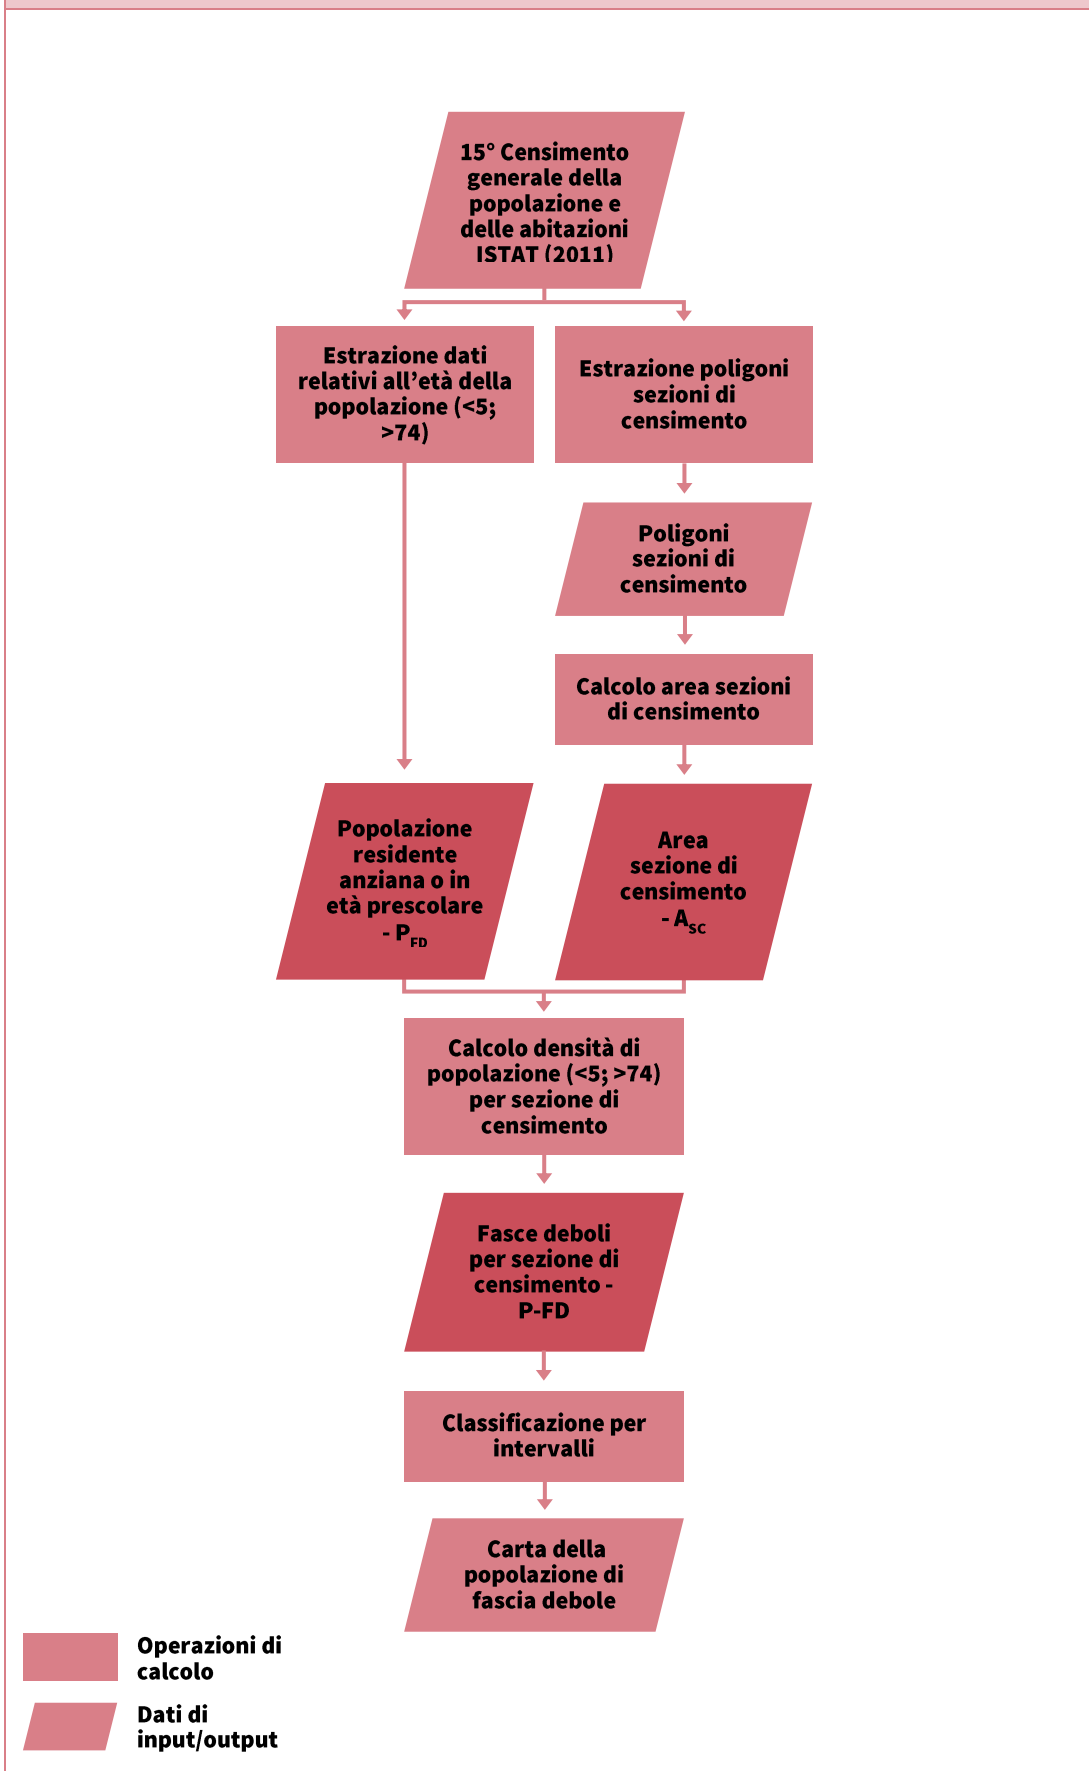 15° Censimento
generale della
popolazione e
delle abitazioni
ISTAT (2011)
Estrazione dati
relativi all'età della
popolazione (<5;
>74)
Estrazione poligoni
sezioni di
censimento
Poligoni
sezioni di
censimento
Calcolo area sezioni
di censimento
Popolazione
residente
anziana o in
età prescolare
- PFD
Area
sezione di
censimento
- ASC
Calcolo densità di
popolazione (<5; >74)
per sezione di
censimento
Fasce deboli
per sezione di
censimento -
P-FD
Classificazione per
intervalli
Carta della
popolazione di
fascia debole
Operazioni di
calcolo
Dati di
input/output